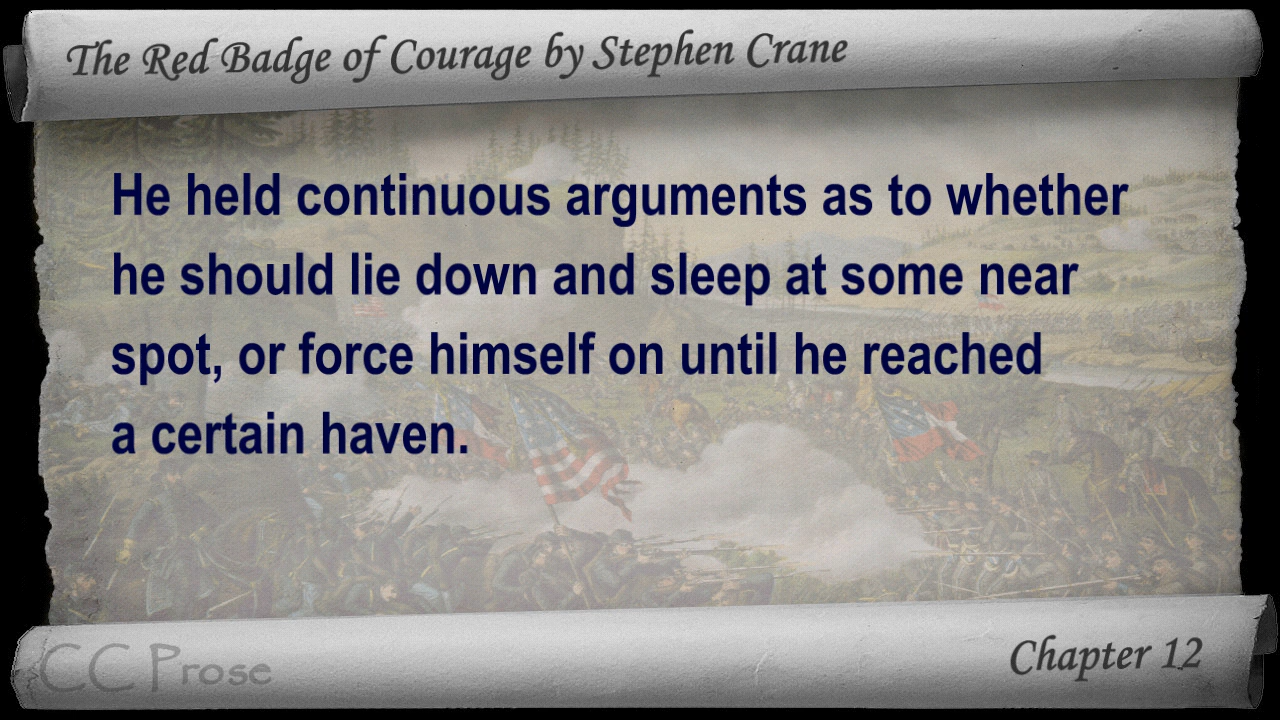 The Red Badge of Courage by Stephen Crane
He held continuous arguments as to whether
he should lie down and sleep at some near
spot, or force himself on until he reached
a certain haven.
CC Prose
Chapter 12